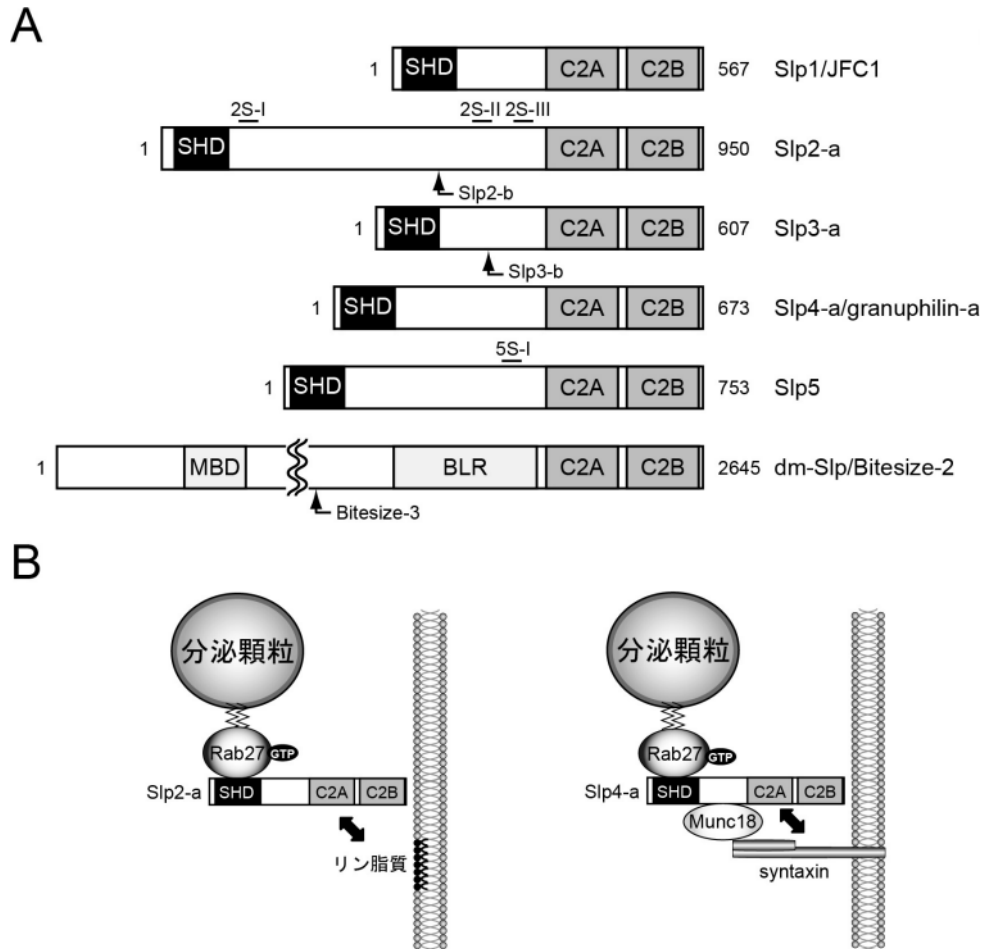 A
1 SHD C2A C2B 567 Slp1/JFC1
2S-I 2S-II 2S-III
1 SHD C2A C2B 950 Slp2-a
Slp2-b
1 SHD C2A C2B 607 Slp3-a
Slp3-b
1 SHD C2A C2B 673 Slp4-a/granuphilin-a
5S-I
1 SHD C2A C2B 753 Slp5
1 MBD BLR C2A C2B 2645 dm-Slp/Bitesize-2
Bitesize-3
B
分泌顆粒
Rab27 GTP
Slp2-a SHD C2A C2B
リン脂質
分泌顆粒
Rab27 GTP
Slp4-a SHD C2A C2B
Munc18
syntaxin